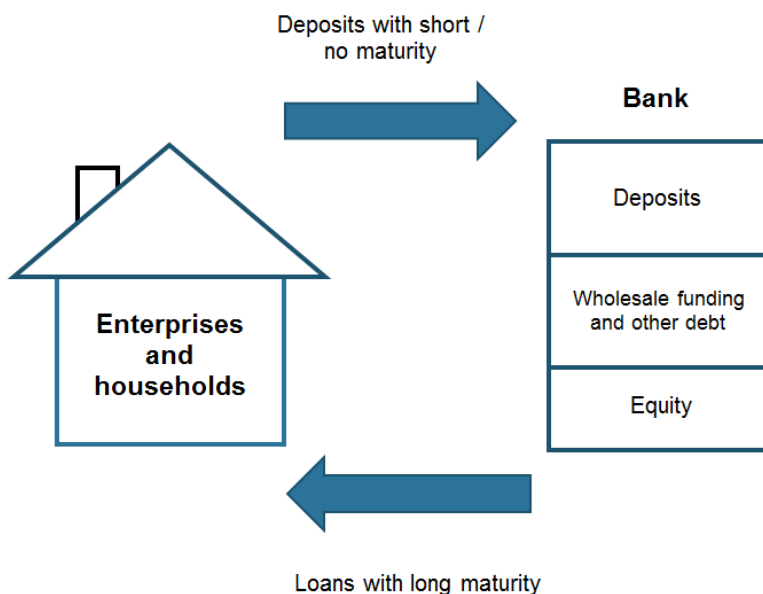 Deposits with short /
no maturity
Bank
Deposits
Wholesale funding
and other debt
Equity
Enterprises
and
households
Loans with long maturity